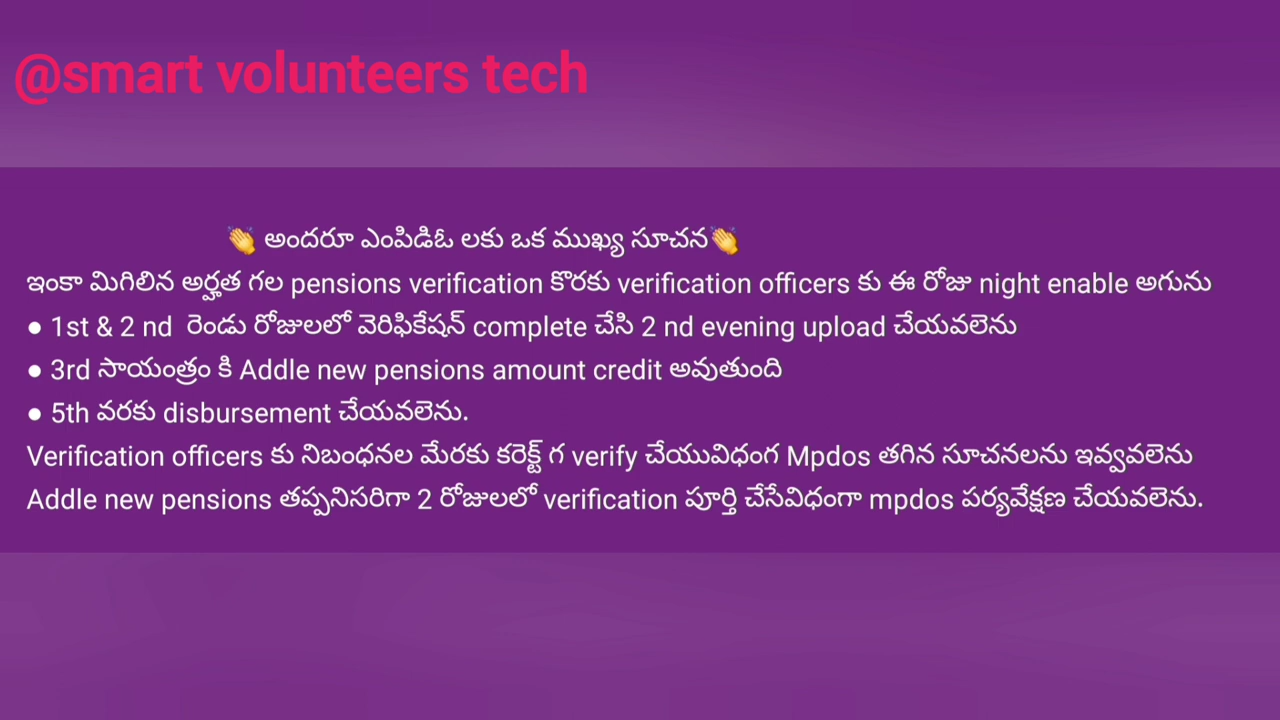 @smart volunteers tech
👏 అందరూ ఎంపిడిఓ లకు ఒక ముఖ్య సూచన👏
ఇంకా మిగిలిన అర్హత గల pensions verification కొరకు verification officers కు ఈ రోజు night enable అగును
● 1st & 2 nd రెండు రోజులలో వెరిఫికేషన్ complete చేసి 2 nd evening upload చేయవలెను
● 3rd సాయంత్రం కి Addle new pensions amount credit అవుతుంది
● 5th వరకు disbursement చేయవలెను.
Verification officers కు నిబంధనల మేరకు కరెక్ట్ గ verify చేయువిధంగ Mpdos తగిన సూచనలను ఇవ్వవలెను
Addle new pensions తప్పనిసరిగా 2 రోజులలో verification పూర్తి చేసేవిధంగా mpdos పర్యవేక్షణ చేయవలెను.